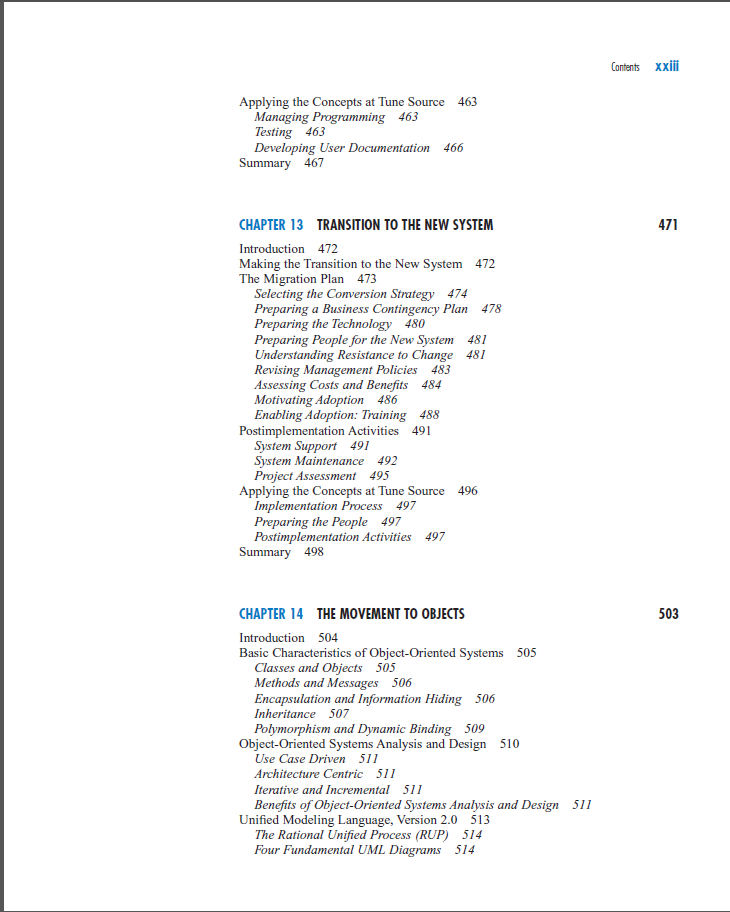 Contents xxiii
Applying the Concepts at Tune Source 463
Managing Programming 463
Testing 463
Developing User Documentation 466
Summary 467
CHAPTER 13 TRANSITION TO THE NEW SYSTEM 471
Introduction 472
Making the Transition to the New System 472
The Migration Plan 473
Selecting the Conversion Strategy 474
Preparing a Business Contingency Plan 478
Preparing the Technology 480
Preparing People for the New System 481
Understanding Resistance to Change 481
Revising Management Policies 483
Assessing Costs and Benefits 484
Motivating Adoption 486
Enabling Adoption: Training 488
Postimplementation Activities 491
System Support 491
System Maintenance 492
Project Assessment 495
Applying the Concepts at Tune Source 496
Implementation Process 497
Preparing the People 497
Postimplementation Activities 497
Summary 498
CHAPTER 14 THE MOVEMENT TO OBJECTS 503
Introduction 504
Basic Characteristics of Object-Oriented Systems 505
Classes and Objects 505
Methods and Messages 506
Encapsulation and Information Hiding 506
Inheritance 507
Polymorphism and Dynamic Binding 509
Object-Oriented Systems Analysis and Design 510
Use Case Driven 511
Architecture Centric 511
Iterative and Incremental 511
Benefits of Object-Oriented Systems Analysis and Design 511
Unified Modeling Language, Version 2.0 513
The Rational Unified Process (RUP) 514
Four Fundamental UML Diagrams 514